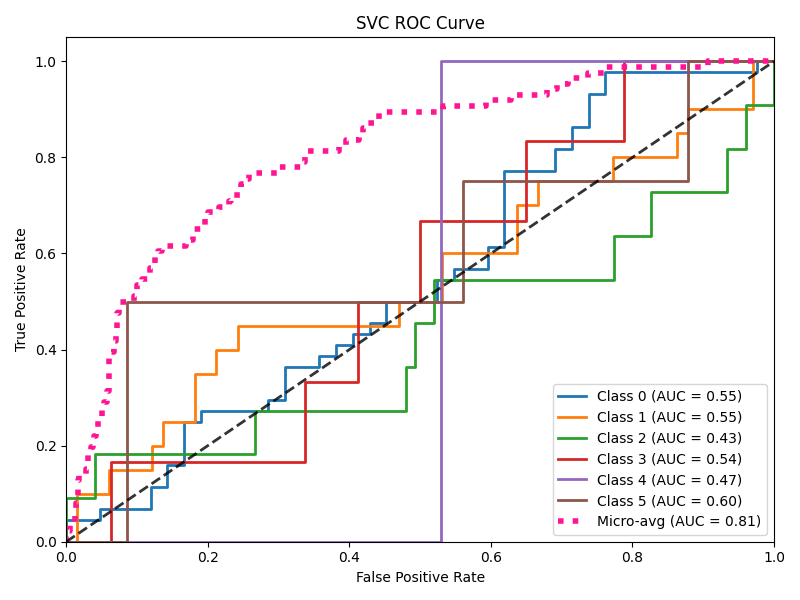 SVC ROC Curve
True Positive Rate
1.0
0.8
0.6
0.4
0.2
0.0
0.0 0.2 0.4 0.6 0.8 1.0
False Positive Rate
Class 0 (AUC = 0.55)
Class 1 (AUC = 0.55)
Class 2 (AUC = 0.43)
Class 3 (AUC = 0.54)
Class 4 (AUC = 0.47)
Class 5 (AUC = 0.60)
Micro-avg (AUC = 0.81)